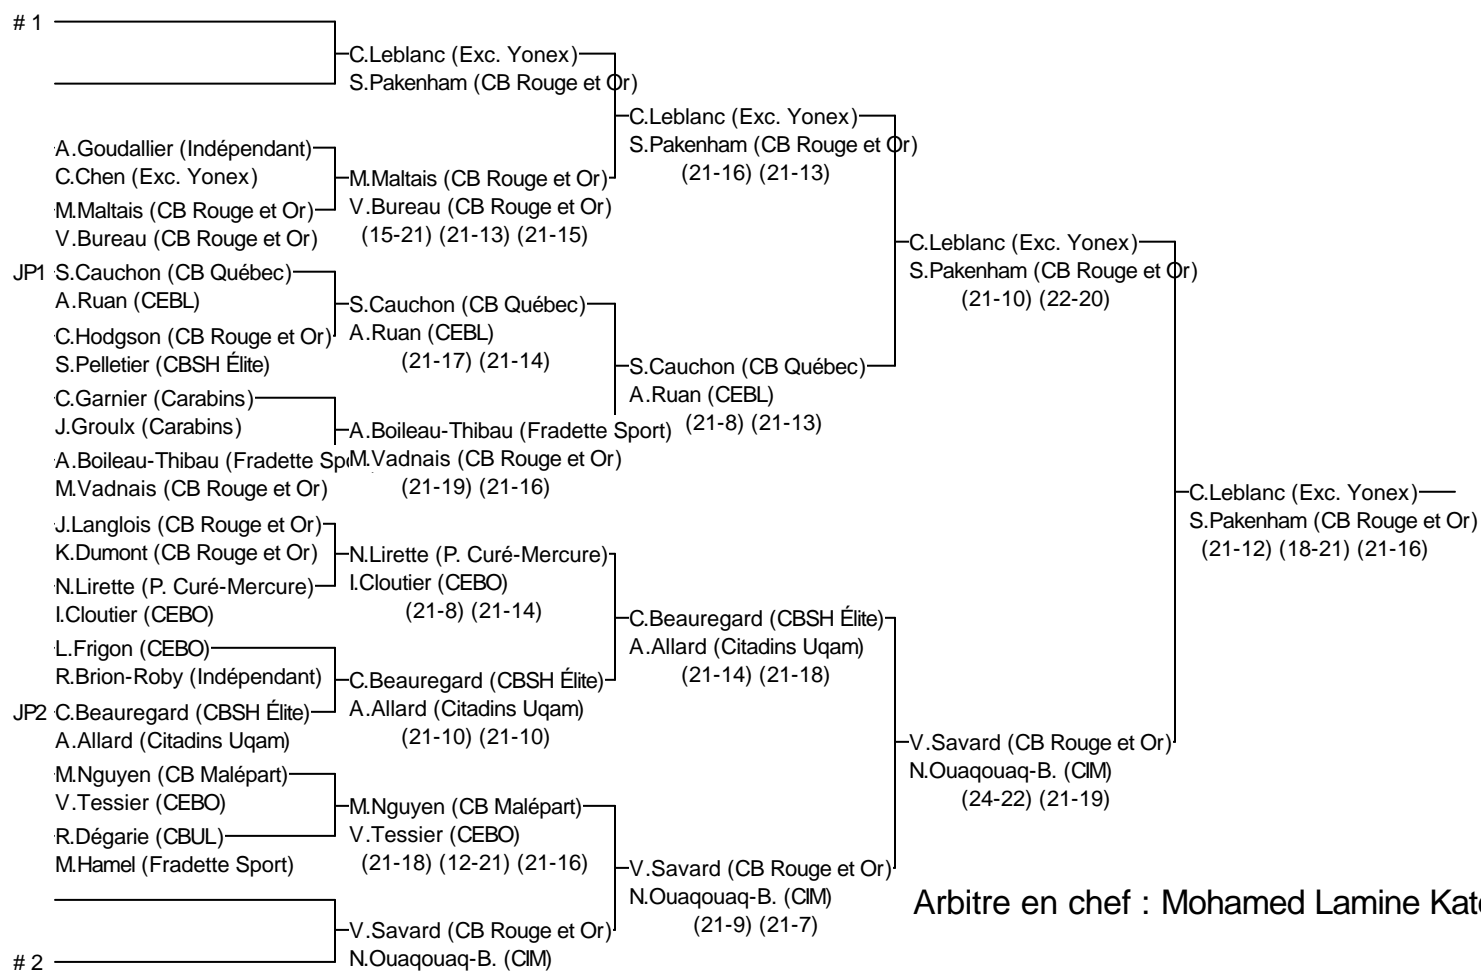 # 1
C.Leblanc (Exc. Yonex)
S.Pakenham (CB Rouge et Or)
C.Leblanc (Exc. Yonex)
S.Pakenham (CB Rouge et Or)
(21-16) (21-13)
A.Goudallier (Indépendant)
C.Chen (Exc. Yonex)
M.Maltais (CB Rouge et Or)
V.Bureau (CB Rouge et Or)
M.Maltais (CB Rouge et Or)
V.Bureau (CB Rouge et Or)
(15-21) (21-13) (21-15)
C.Leblanc (Exc. Yonex)
S.Pakenham (CB Rouge et Or)
(21-10) (22-20)
JP1 S.Cauchon (CB Québec)
A.Ruan (CEBL)
C.Hodgson (CB Rouge et Or)
S.Pelletier (CBSH Élite)
S.Cauchon (CB Québec)
A.Ruan (CEBL)
(21-17) (21-14)
S.Cauchon (CB Québec)
A.Ruan (CEBL)
(21-8) (21-13)
C.Garnier (Carabins)
J.Groulx (Carabins)
A.Boileau-Thibau (Fradette
M.Vadnais (CB Rouge et Or)
A.Boileau-Thibau (Fradette Sport)
M.Vadnais (CB Rouge et Or)
(21-19) (21-16)
C.Leblanc (Exc. Yonex)
S.Pakenham (CB Rouge et Or)
(21-12) (18-21) (21-16)
J.Langlois (CB Rouge et Or)
K.Dumont (CB Rouge et Or)
N.Lirette (P. Curé-Mercure)
I.Cloutier (CEBO)
N.Lirette (P. Curé-Mercure)
I.Cloutier (CEBO)
(21-8) (21-14)
C.Beauregard (CBSH Élite)
A.Allard (Citadins Uqam)
(21-14) (21-18)
L.Frigon (CEBO)
R.Brion-Roby (Indépendant)
JP2 C.Beauregard (CBSH Élite)
A.Allard (Citadins Uqam)
C.Beauregard (CBSH Élite)
A.Allard (Citadins Uqam)
(21-10) (21-10)
V.Savard (CB Rouge et Or)
N.Ouaqouaq-B. (CIM)
(24-22) (21-19)
M.Nguyen (CB Malépart)
V.Tessier (CEBO)
R.Dégarie (CBUL)
M.Hamel (Fradette Sport)
M.Nguyen (CB Malépart)
V.Tessier (CEBO)
(21-18) (12-21) (21-16)
V.Savard (CB Rouge et Or)
N.Ouaqouaq-B. (CIM)
(21-9) (21-7)
Arbitre en chef : Mohamed Lamine
V.Savard (CB Rouge et Or)
N.Ouaqouaq-B. (CIM)
# 2